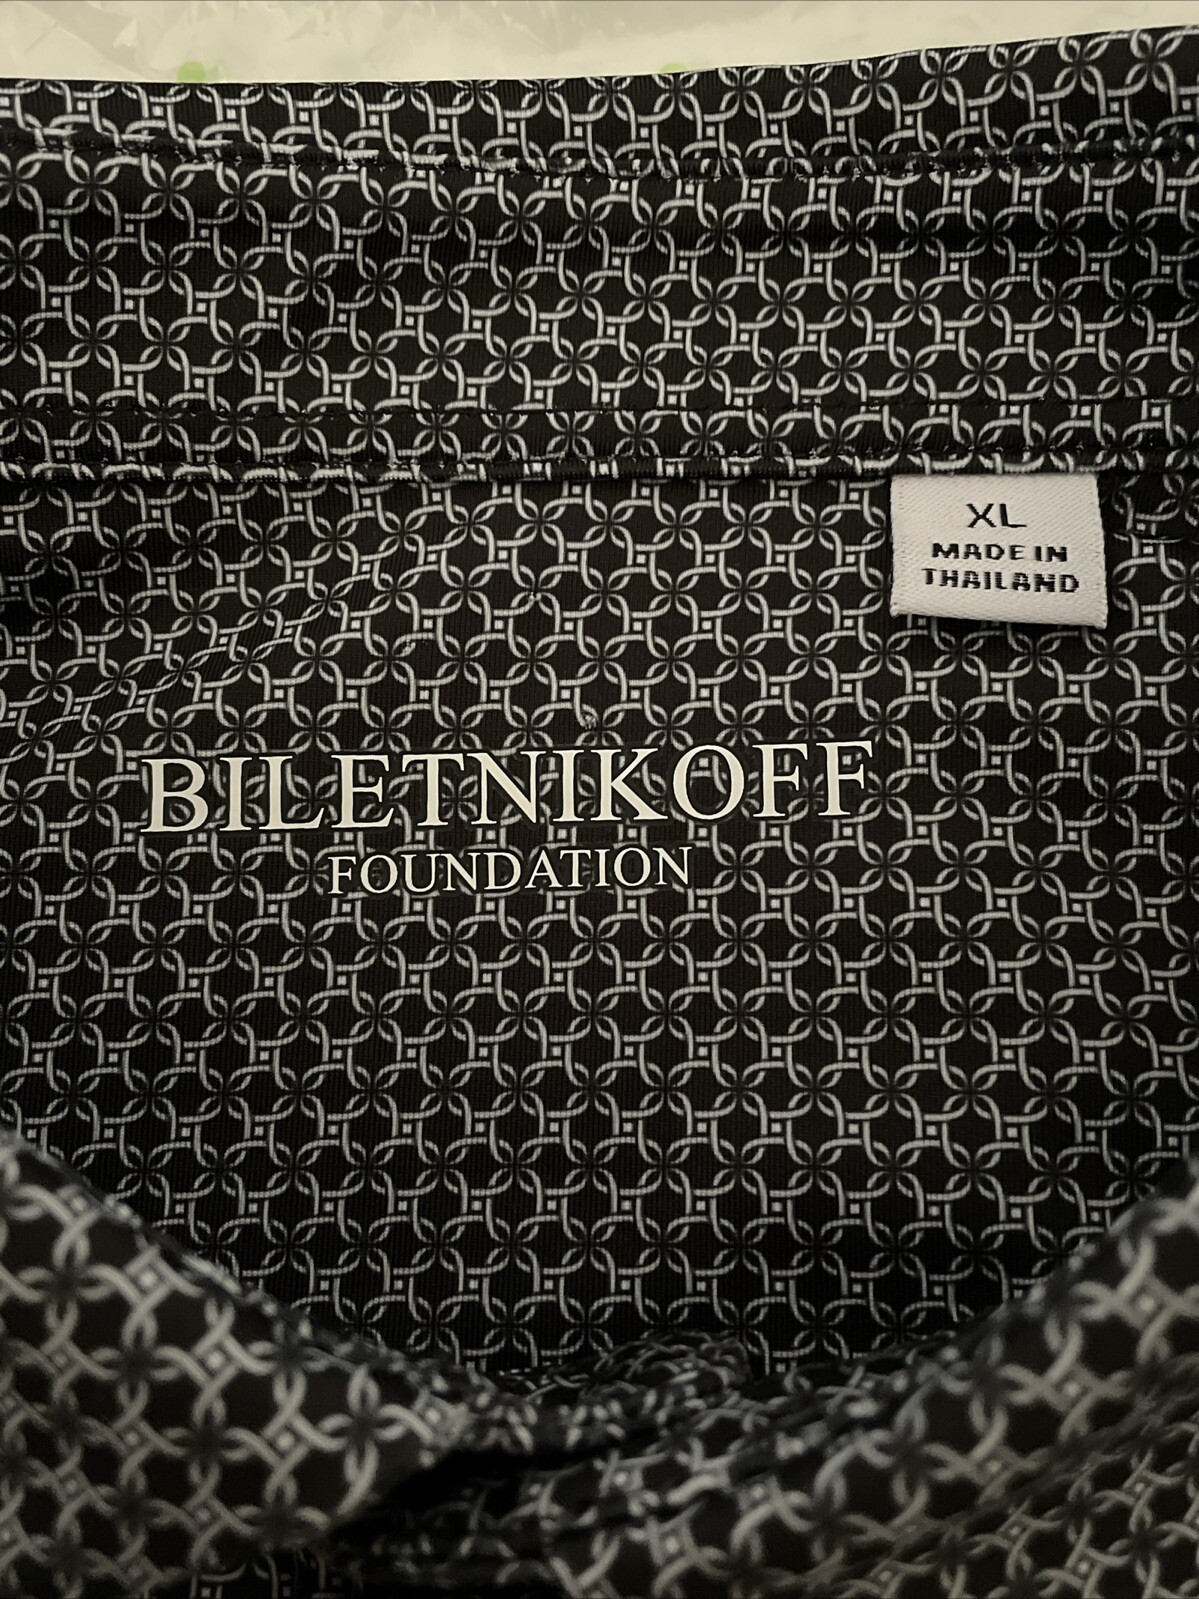 XL
MADE IN
THAILAND
BILETNIKOFF
FOUNDATION